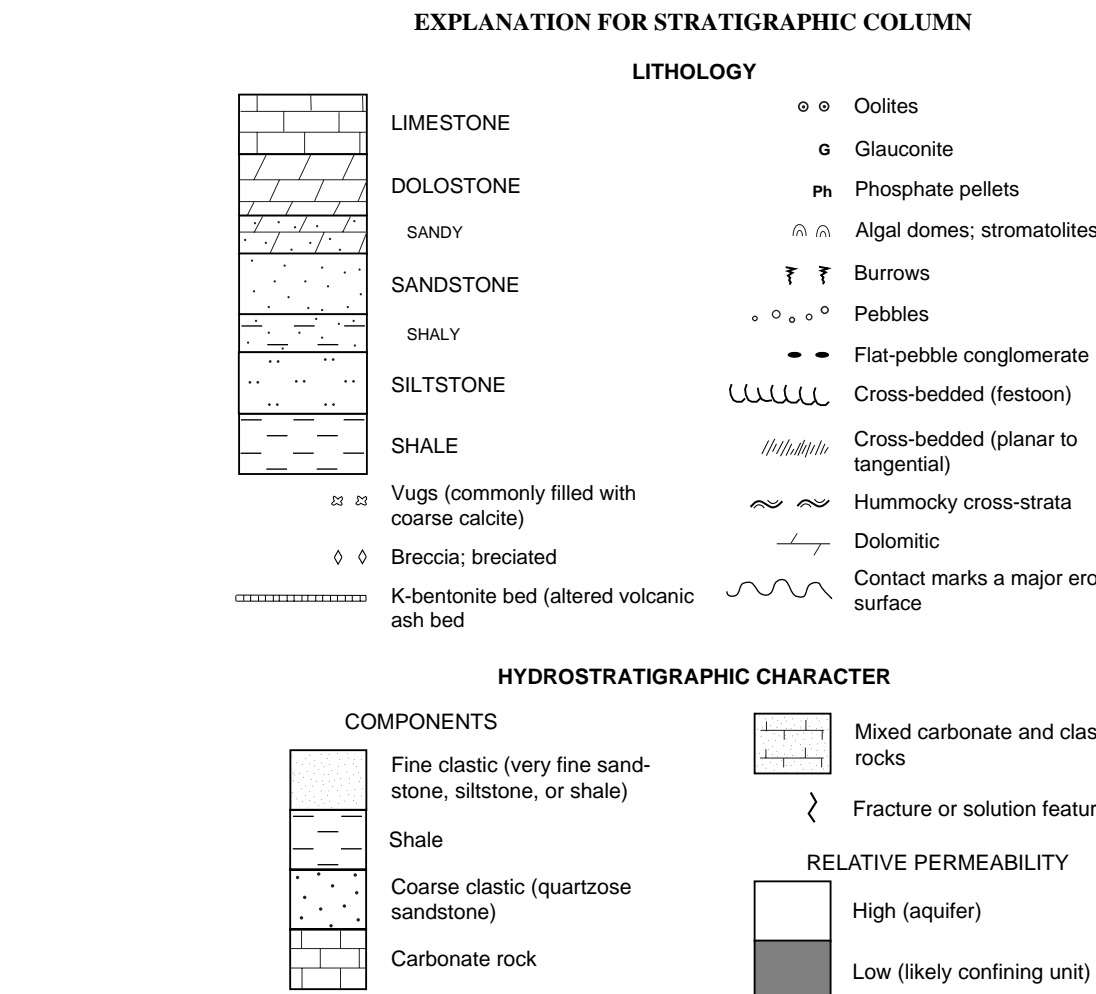 EXPLANATION FOR STRATIGRAPHIC COLUMN
LITHOLOGY
LIMESTONE
DOLOSTONE
SANDY
SANDSTONE
SHALY
SILTSTONE
SHALE
Vugs (commonly filled with
coarse calcite)
Breccia; breciated
K-bentonite bed (altered volcanic
ash bed
Oolites
G Glauconite
Ph Phosphate pellets
Algal domes; stromatolites
Burrows
Pebbles
Flat-pebble conglomerate
Cross-bedded (festoon)
Cross-bedded (planar to
tangential)
Hummocky cross-strata
Dolomitic
Contact marks a major
surface
HYDROSTRATIGRAPHIC CHARACTER
COMPONENTS
Fine clastic (very fine sand-
stone, siltstone, or shale)
Shale
Coarse clastic (quartzose
sandstone)
Carbonate rock
Mixed carbonate and
rocks
Fracture or solution
RELATIVE PERMEABILITY
High (aquifer)
Low (likely confining unit)